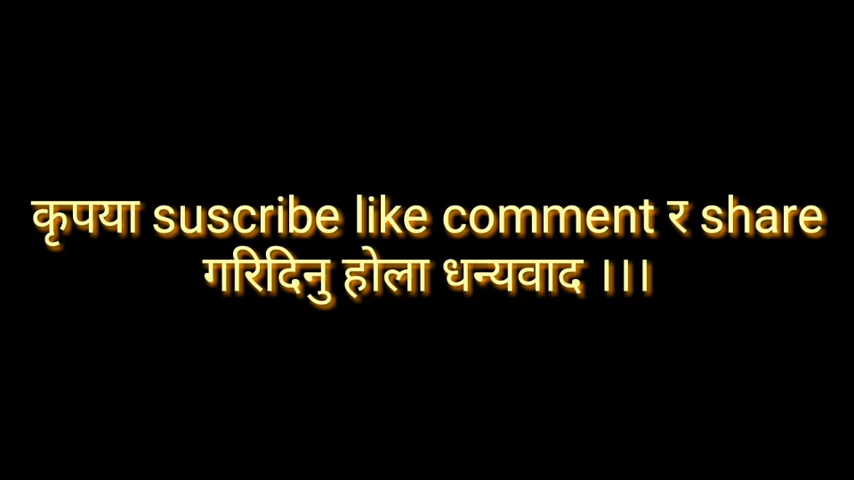 कृपया suscribe like comment र share
गरिदिनु होला धन्यवाद ।।।